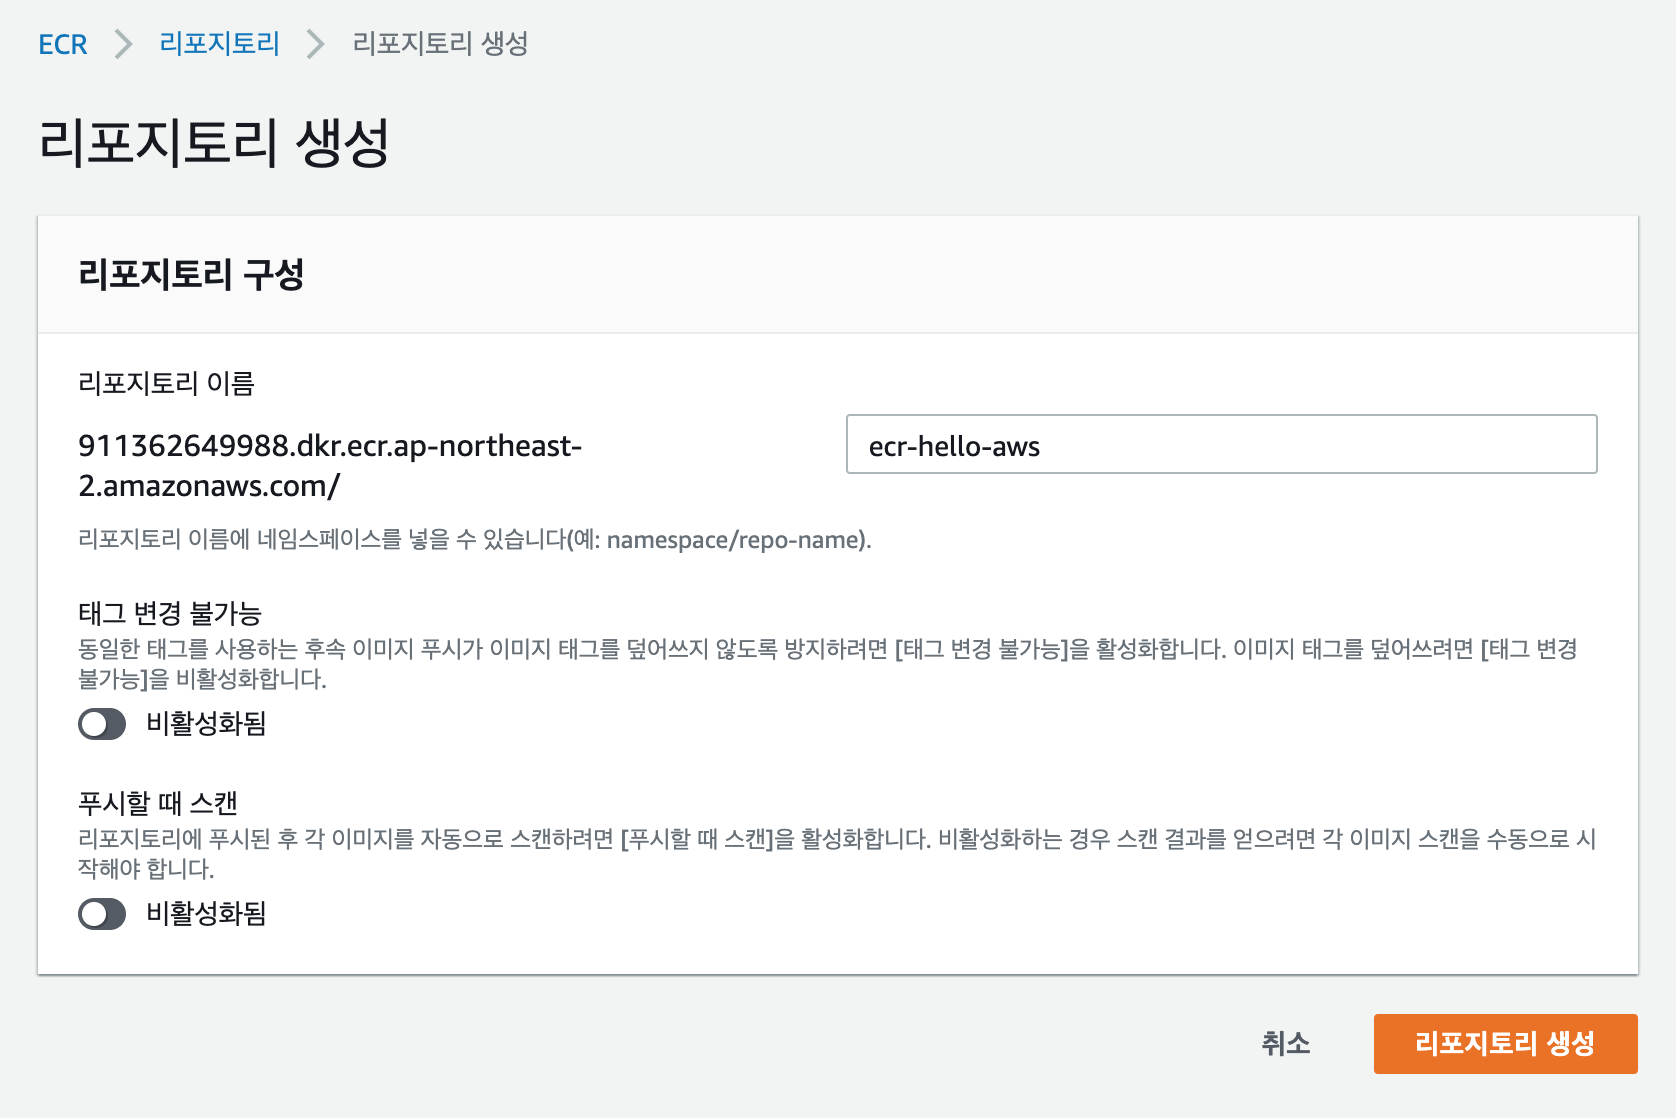 ECR > 리포지토리 > 리포지토리 생성
리포지토리 생성
리포지토리 구성
리포지토리 이름
911362649988.dkr.ecr.ap-northeast-
2.amazonaws.com/
ecr-hello-aws
리포지토리 이름에 네임스페이스를 넣을 수 있습니다(예: namespace/repo-name).
태그 변경 불가능
동일한 태그를 사용하는 후속 이미지 푸시가 이미지 태그를 덮어쓰지 않도록 방지하려면 [태그 변경 불가능]을 활성화합니다. 이미지 태그를 덮어쓰려면 [태그 변경
불가능]을 비활성화합니다.
비활성화됨
푸시할 때 스캔
리포지토리에 푸시된 후 각 이미지를 자동으로 스캔하려면 [푸시할 때 스캔]을 활성화합니다. 비활성화하는 경우 스캔 결과를 얻으려면 각 이미지 스캔을 수동으로 시
작해야 합니다.
비활성화됨
취소
리포지토리 생성